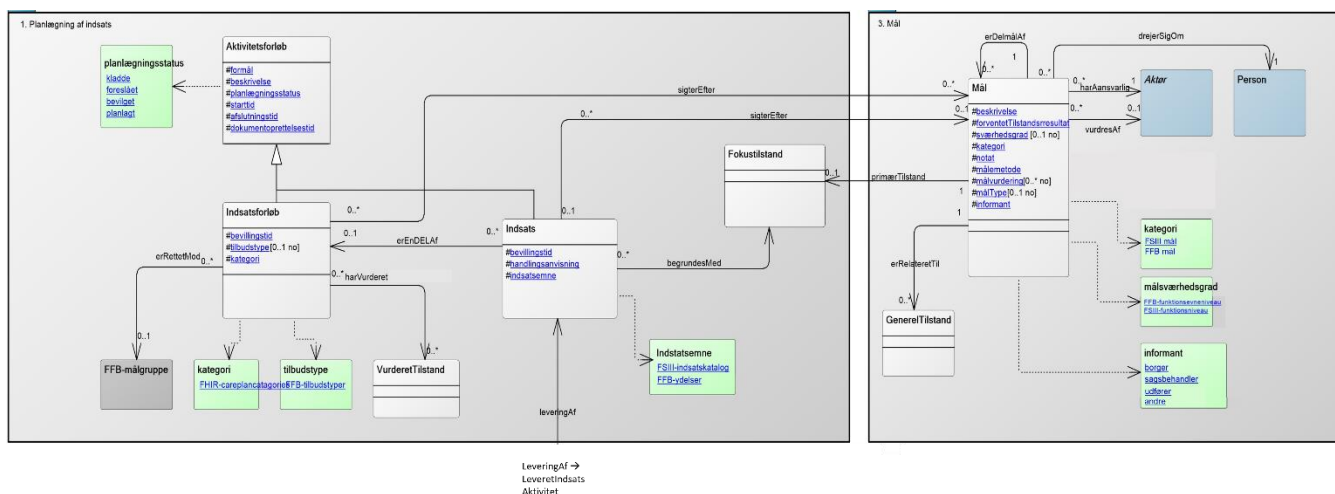 1. Planlægning af indsats
planlægningsstatus
kladde
foreslået
bevilget
planlagt
Aktivitetsforløb
#formål
#beskrivelse
#planlægningsstatus
#starttid
#afslutningstid
#dokumentoprettelsestid
sigterEfter
0..*
sigterEfter
0..*
0..1
Fokustilstand
0..*
0..1
Indsatsforløb
#bevillingstid
#tilbudstype[0..1 no]
#kategori
0..1
erEnDELAf
0..*
Indsats
#bevillingstid
#handlingsanvisning
#indsatsemne
0..*
begrundesMed
erRettetMod
0..*
0..*
harVurderet
0..1
0..*
FFB-målgruppe
kategori
FHIR-careplancatagories
tilbudstype
FFB-tilbudstyper
VurderetTilstand
leveringAf
Indstatsemne
FSIII-indsatskatalog
FFB-ydelser
LeveringAf →
LeveretIndsats
Aktivitet
3. Mål
erDelmålAf
1
0..*
drejerSigOm
0..*
1
Mål
#beskrivelse
#forventetTilstandsrresultat
#sværhedsgrad [0..1 no]
#kategori
#notat
#målemetode
#målvurdering[0..* no]
#målType[0..1 no]
#informant
0..*
harAnsvarlig
1
0..*
vurdresAf
0..1
Aktør
Person
0..1
primærTilstand
1
1
erRelateretTil
0..*
GenerelTilstand
kategori
FSIII mål
FFB mål
målsværhedsgrad
FFB-funktionsevneniveau
FSIII-funktionsniveau
informant
borger
sagsbehandler
udfører
andre